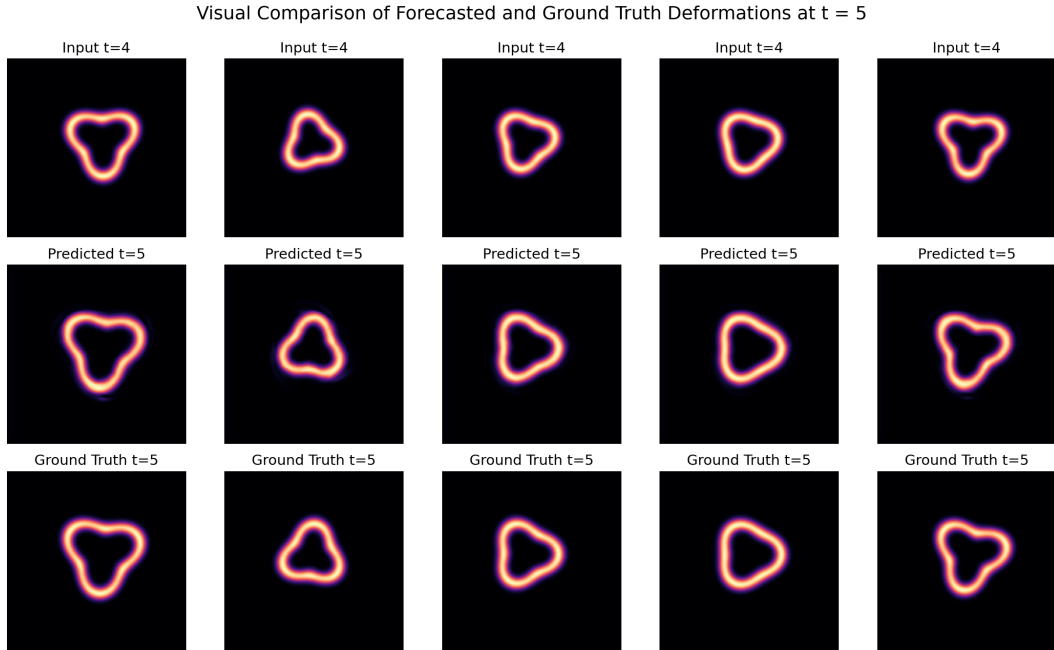 Visual Comparison of Forecasted and Ground Truth Deformations at t = 5
Input t=4
Input t=4
Input t=4
Input t=4
Input t=4
Predicted t=5
Predicted t=5
Predicted t=5
Predicted t=5
Predicted t=5
Ground Truth t=5
Ground Truth t=5
Ground Truth t=5
Ground Truth t=5
Ground Truth t=5